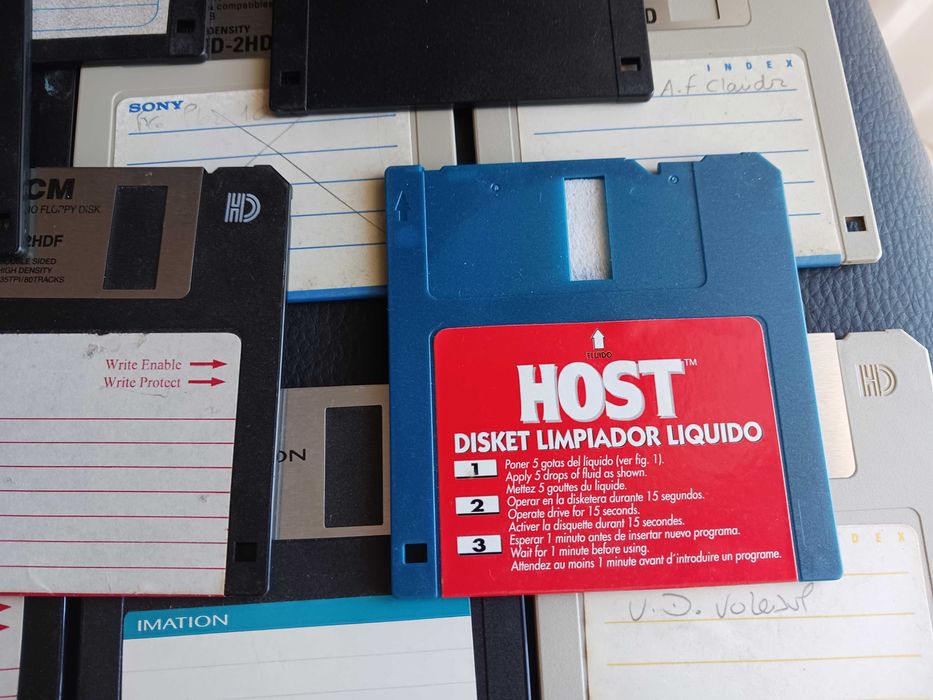 & compatibles
DENSITY
D-2HD
D
SONY
INDEX
A.F Claudr
CM
FLOPPY DISK
2HDF
SIDED
HIGH DENSITY
135TPI/80TRACKS
HD
Write Enable
Write Protect
ON
IMATION
FLUIDO
HOST™
DISKET LIMPIADOR LIQUIDO
1 Poner 5 gotas del líquido (ver fig. 1).
Apply 5 drops of fluid as shown.
Mettez 5 gouttes du liquide.
2 Operar en la disketera durante 15 segundos.
Operate drive for 15 seconds.
Activer la disquette durant 15 secondes.
3 Esperar 1 minuto antes de insertar nuevo programa.
Wait for 1 minute before using.
Attendez au moins 1 minute avant d'introduire un programe.
HD
DEX
V. D.